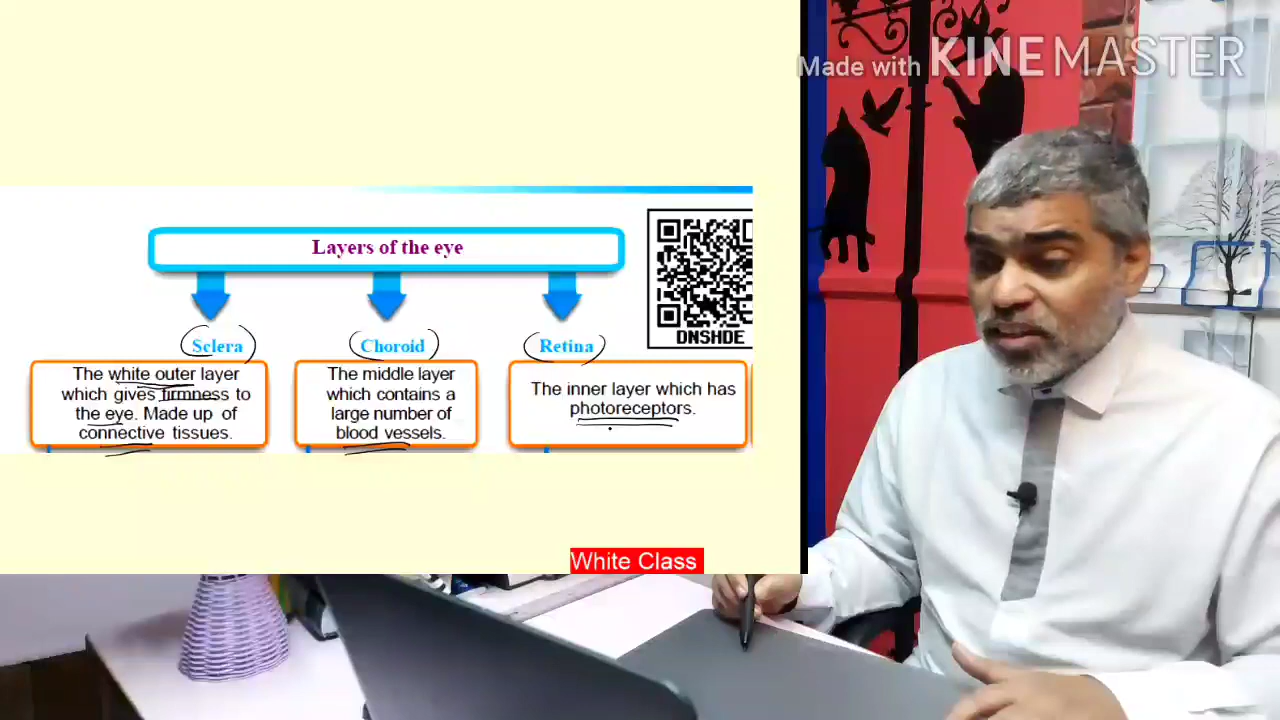 Made with KINEMASTER
Layers of the eye
DNSHDE
Sclera
Choroid
Retina
The white outer layer
which gives firmness to
the eye. Made up of
connective tissues.
The middle layer
which contains a
large number of
blood vessels.
The inner layer which has
photoreceptors.
White Class